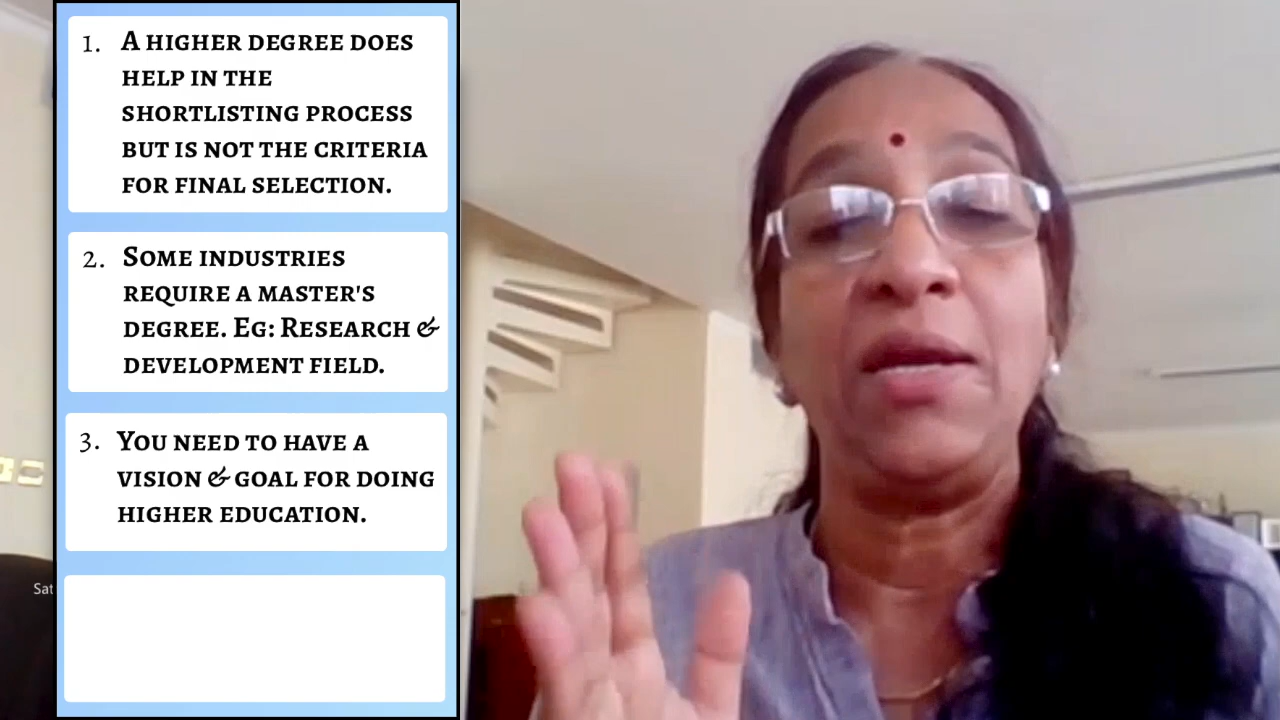 1. A HIGHER DEGREE DOES
HELP IN THE
SHORTLISTING PROCESS
BUT IS NOT THE CRITERIA
FOR FINAL SELECTION.
2. SOME INDUSTRIES
REQUIRE A MASTER'S
DEGREE. EG: RESEARCH &
DEVELOPMENT FIELD.
3. YOU NEED TO HAVE A
VISION & GOAL FOR DOING
HIGHER EDUCATION.
Sat